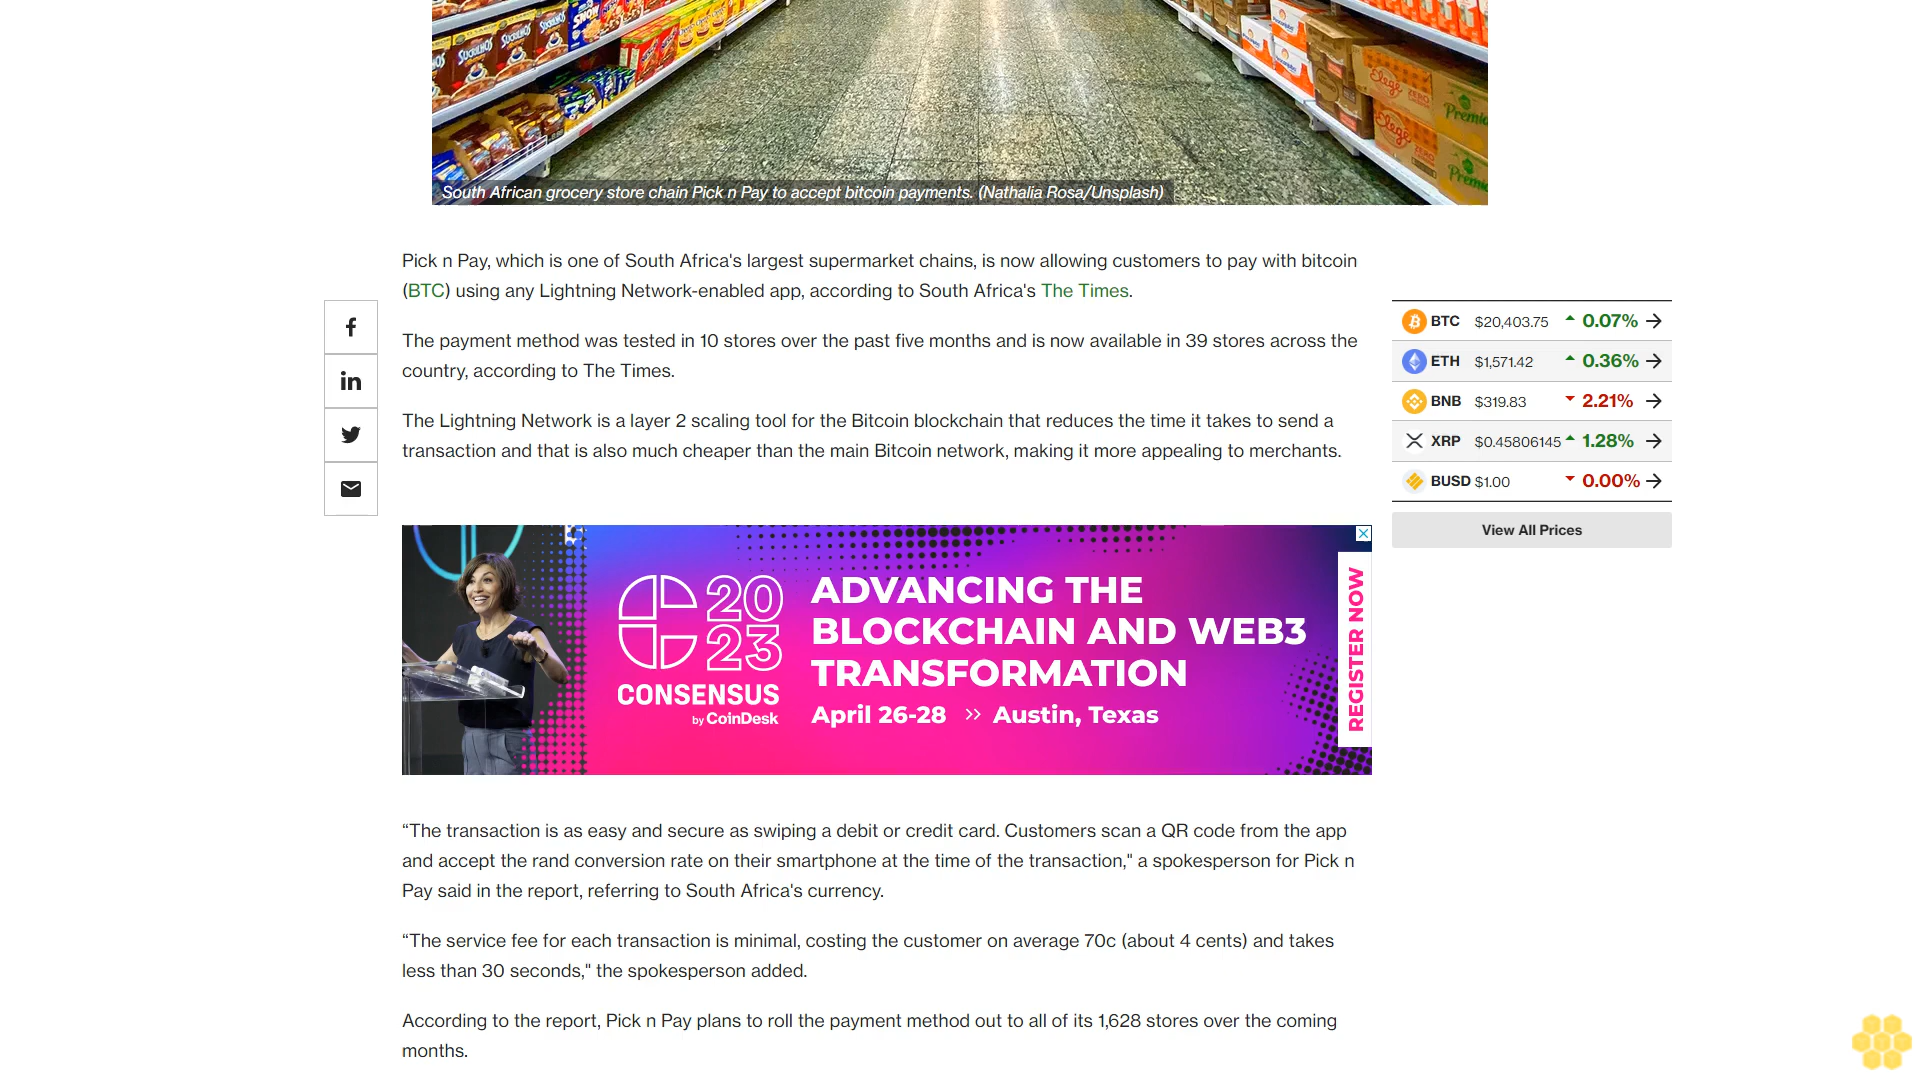 SUCRILHOS
SUCRILHOS
SNOW
Elegê
ZERO
Premi
Elegê
ZERO
Premi
South African grocery store chain Pick n Pay to accept bitcoin payments. (Nathalia Rosa/Unsplash)
Pick n Pay, which is one of South Africa's largest supermarket chains, is now allowing customers to pay with bitcoin
(BTC) using any Lightning Network-enabled app, according to South Africa's The Times.
The payment method was tested in 10 stores over the past five months and is now available in 39 stores across the
country, according to The Times.
The Lightning Network is a layer 2 scaling tool for the Bitcoin blockchain that reduces the time it takes to send a
transaction and that is also much cheaper than the main Bitcoin network, making it more appealing to merchants.
BTC $20,403.75 0.07%
ETH $1,571.42 0.36%
BNB $319.83 2.21%
XRP $0.45806145 1.28%
BUSD $1.00 0.00%
View All Prices
2023
CONSENSUS
by CoinDesk
ADVANCING THE
BLOCKCHAIN AND WEB3
TRANSFORMATION
April 26-28 >> Austin, Texas
REGISTER NOW
“The transaction is as easy and secure as swiping a debit or credit card. Customers scan a QR code from the app
and accept the rand conversion rate on their smartphone at the time of the transaction," a spokesperson for Pick n
Pay said in the report, referring to South Africa's currency.
“The service fee for each transaction is minimal, costing the customer on average 70c (about 4 cents) and takes
less than 30 seconds," the spokesperson added.
According to the report, Pick n Pay plans to roll the payment method out to all of its 1,628 stores over the coming
months.